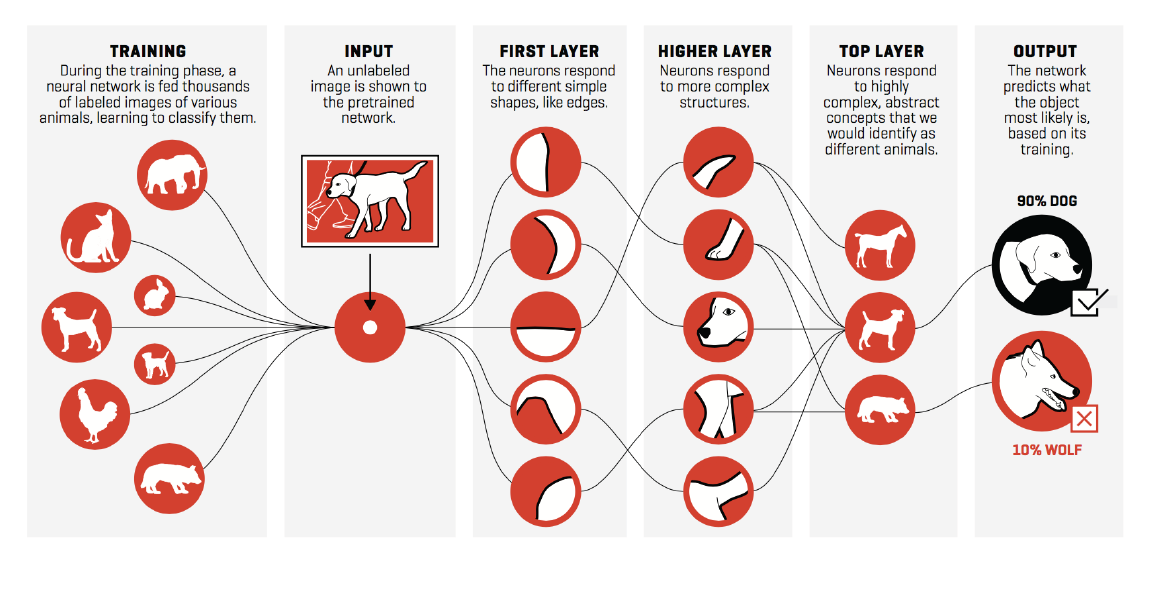 TRAINING
During the training phase, a
neural network is fed thousands
of labeled images of various
animals, learning to classify them.
INPUT
An unlabeled
image is shown to
the pretrained
network.
FIRST LAYER
The neurons respond
to different simple
shapes, like edges.
HIGHER LAYER
Neurons respond
to more complex
structures.
TOP LAYER
Neurons respond
to highly
complex, abstract
concepts that we
would identify as
different animals.
OUTPUT
The network
predicts what
the object
most likely is,
based on its
training.
90% DOG
10% WOLF